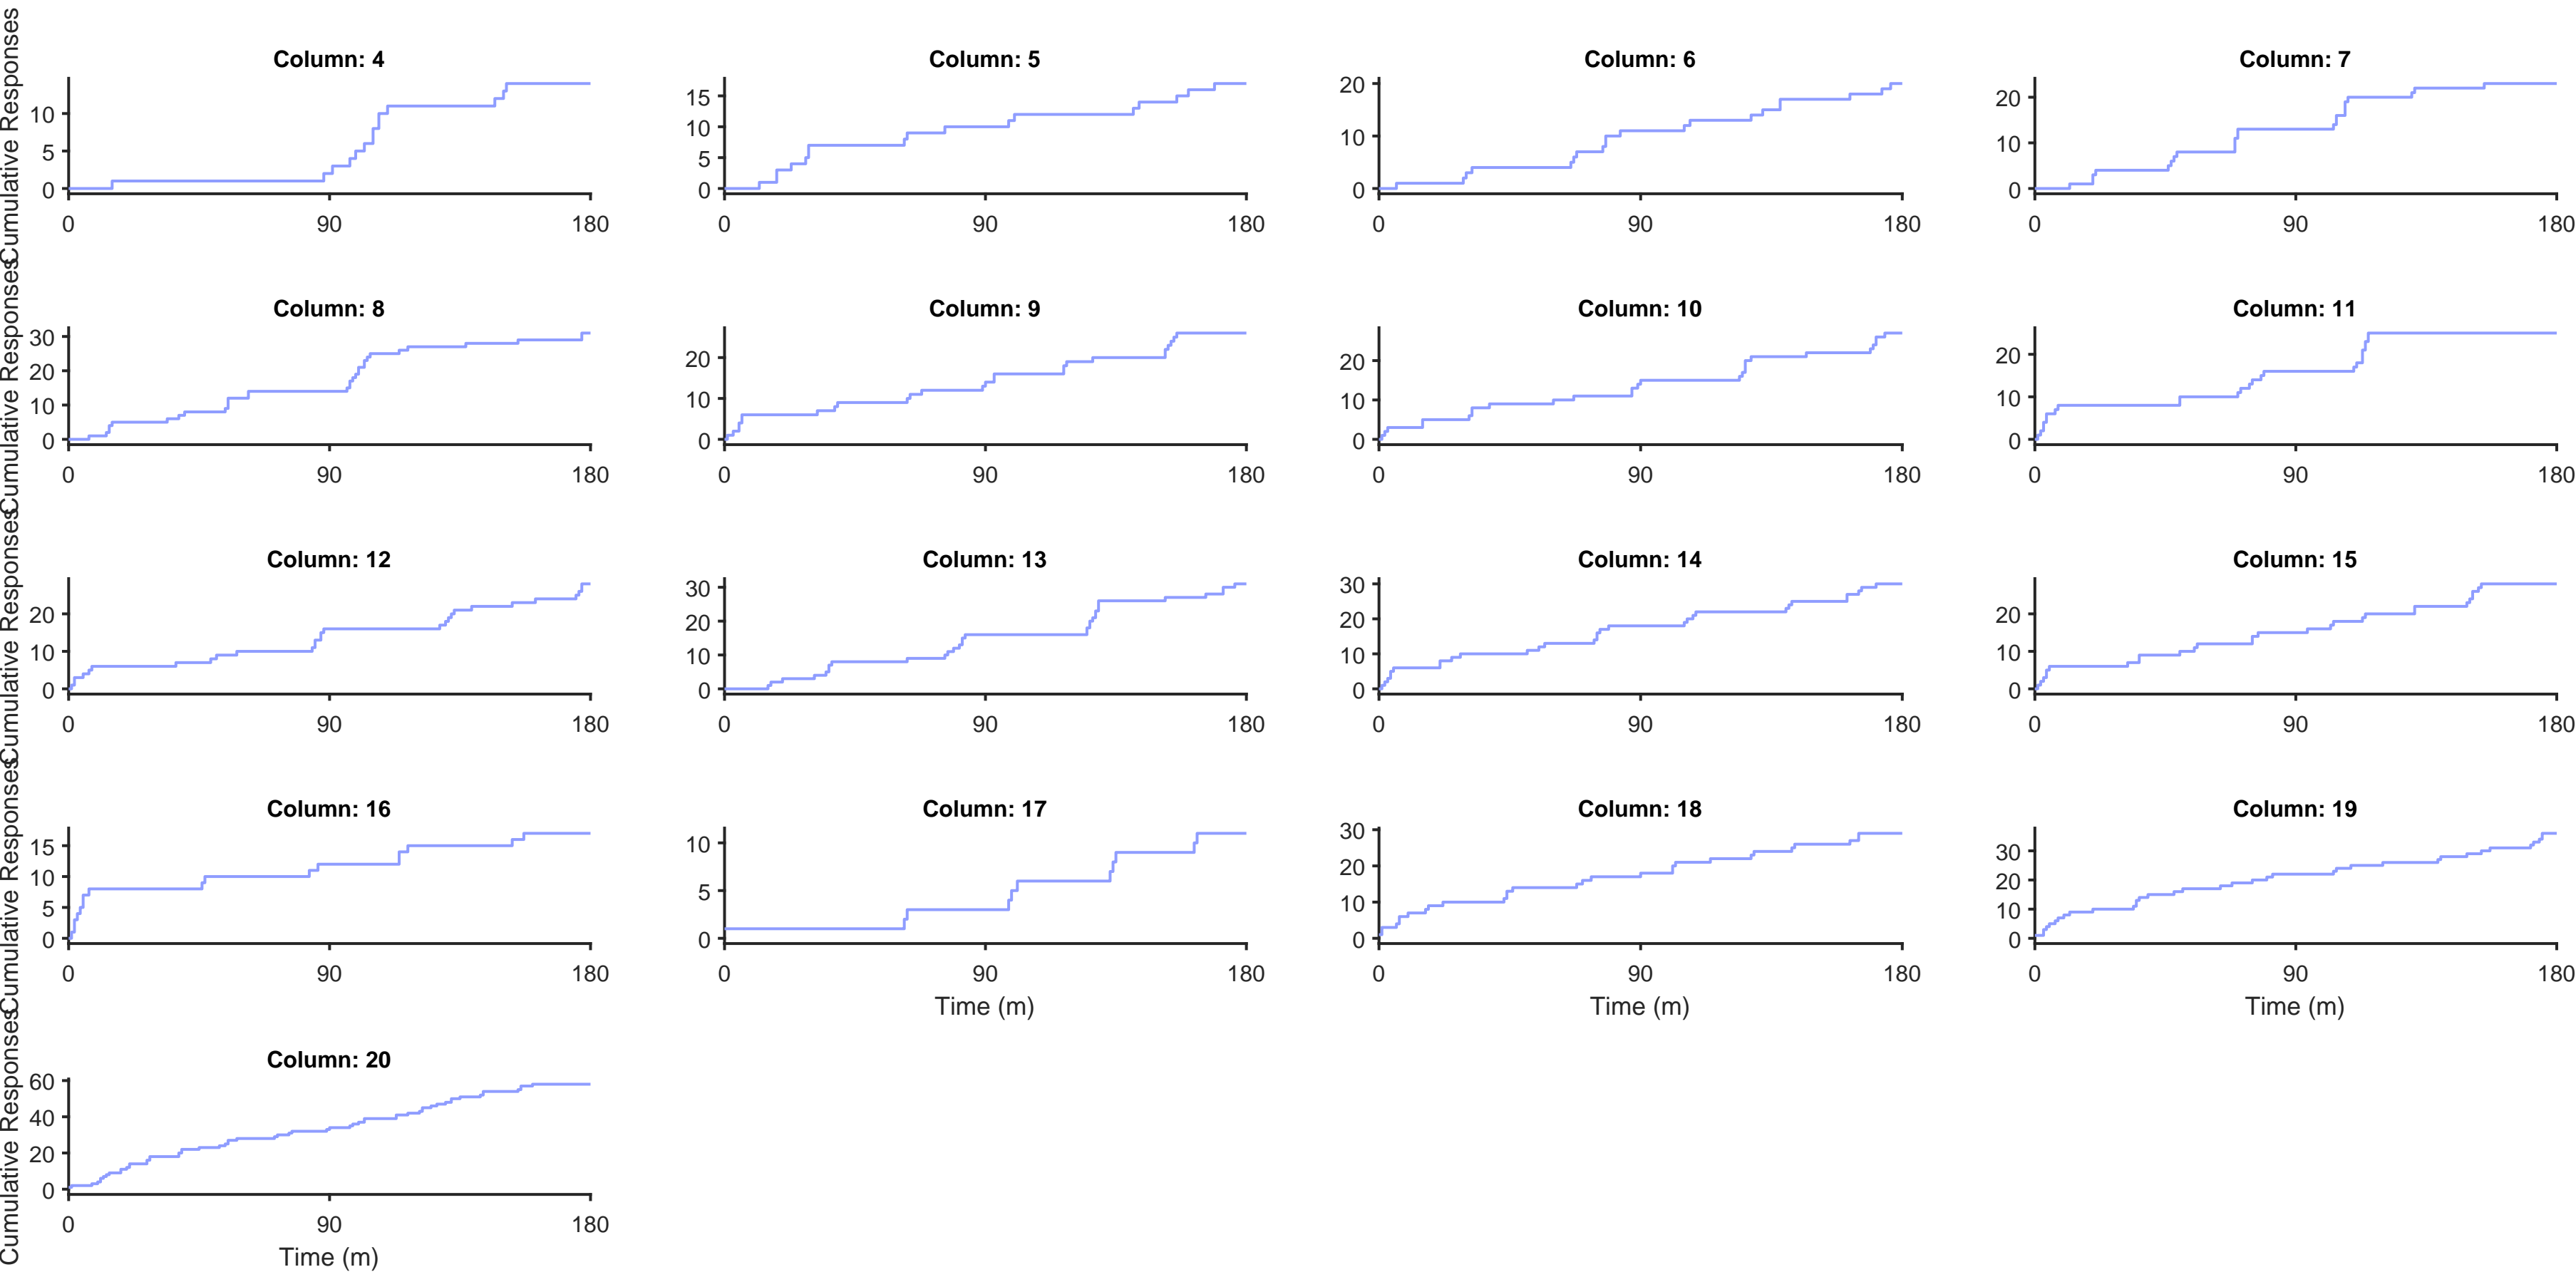 Cumulative Responses
Column: 4
10
5
0
0 90 180
Column: 5
15
10
5
0
0 90 180
Column: 6
20
10
0
0 90 180
Column: 7
20
10
0
0 90 180
Cumulative Responses
Column: 8
30
20
10
0
0 90 180
Column: 9
20
10
0
0 90 180
Column: 10
20
10
0
0 90 180
Column: 11
20
10
0
0 90 180
Cumulative Responses
Column: 12
20
10
0
0 90 180
Column: 13
30
20
10
0
0 90 180
Column: 14
30
20
10
0
0 90 180
Column: 15
20
10
0
0 90 180
Cumulative Responses
Column: 16
15
10
5
0
0 90 180
Column: 17
10
5
0
0 90 180
Time (m)
Column: 18
30
20
10
0
0 90 180
Time (m)
Column: 19
30
20
10
0
0 90 180
Time (m)
Cumulative Responses
Column: 20
60
40
20
0
0 90 180
Time (m)